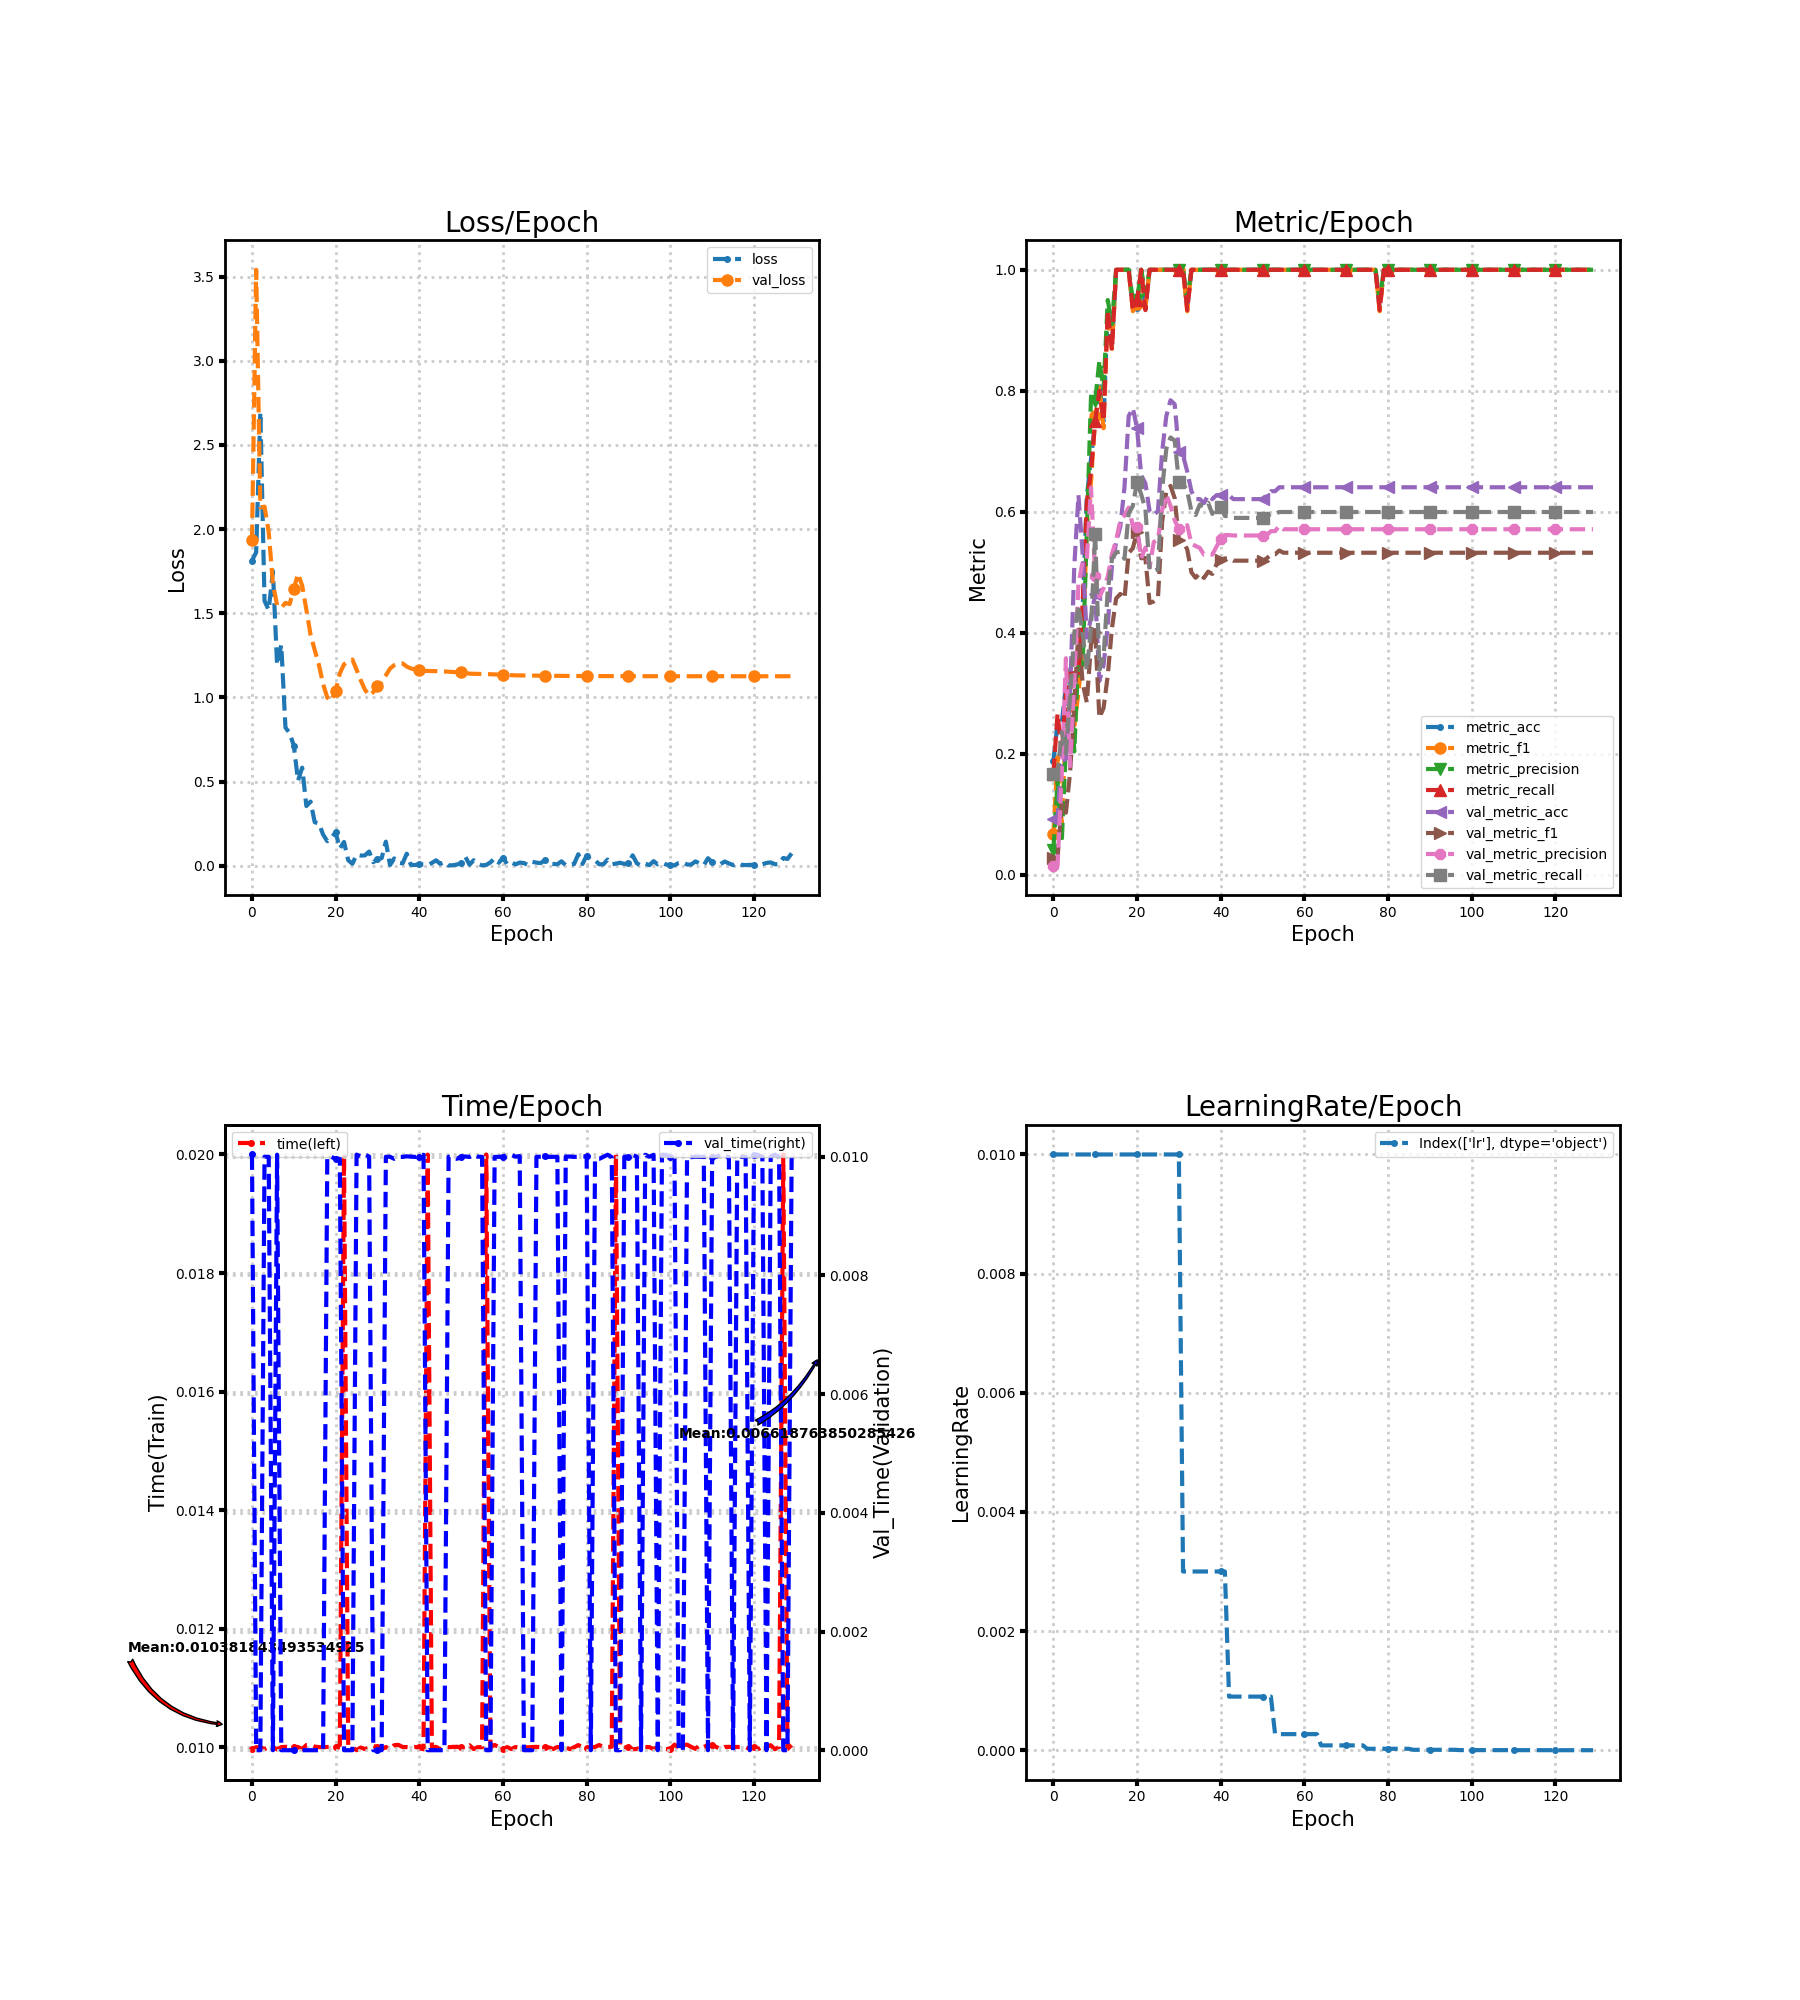 Loss/Epoch
3.5
3.0
2.5
2.0
1.5
1.0
0.5
0.0
Loss
0 20 40 60 80 100 120
Epoch
loss
val_loss
Metric/Epoch
1.0
0.8
0.6
0.4
0.2
0.0
Metric
0 20 40 60 80 100 120
Epoch
metric_acc
metric_f1
metric_precision
metric_recall
val_metric_acc
val_metric_f1
val_metric_precision
val_metric_recall
Time/Epoch
time(left)
val_time(right)
0.020
0.018
0.016
0.014
0.012
0.010
Time(Train)
0.010
0.008
0.006
0.004
0.002
0.000
Val_Time(Validation)
Mean:0.010381843493534925
0 20 40 60 80 100 120
Epoch
LearningRate/Epoch
Index(['lr'], dtype='object')
0.010
0.008
0.006
0.004
0.002
0.000
LearningRate
0 20 40 60 80 100 120
Epoch